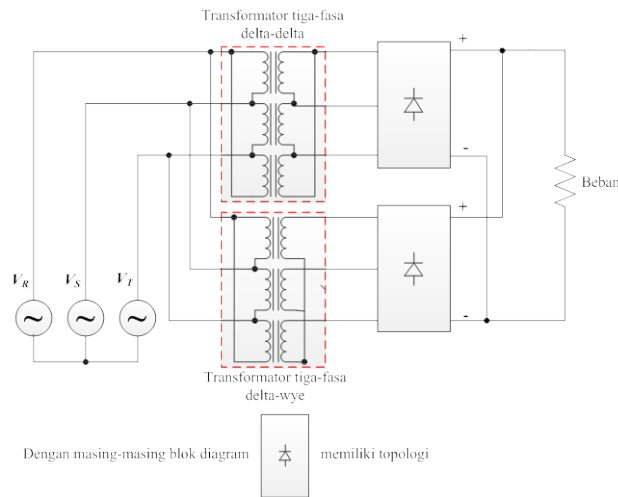 Transformator tiga-fasa
delta-delta
+
-
Beban
+
-
V_R
V_S
V_T
~
~
~
Transformator tiga-fasa
delta-wye
Dengan masing-masing blok diagram memiliki topologi